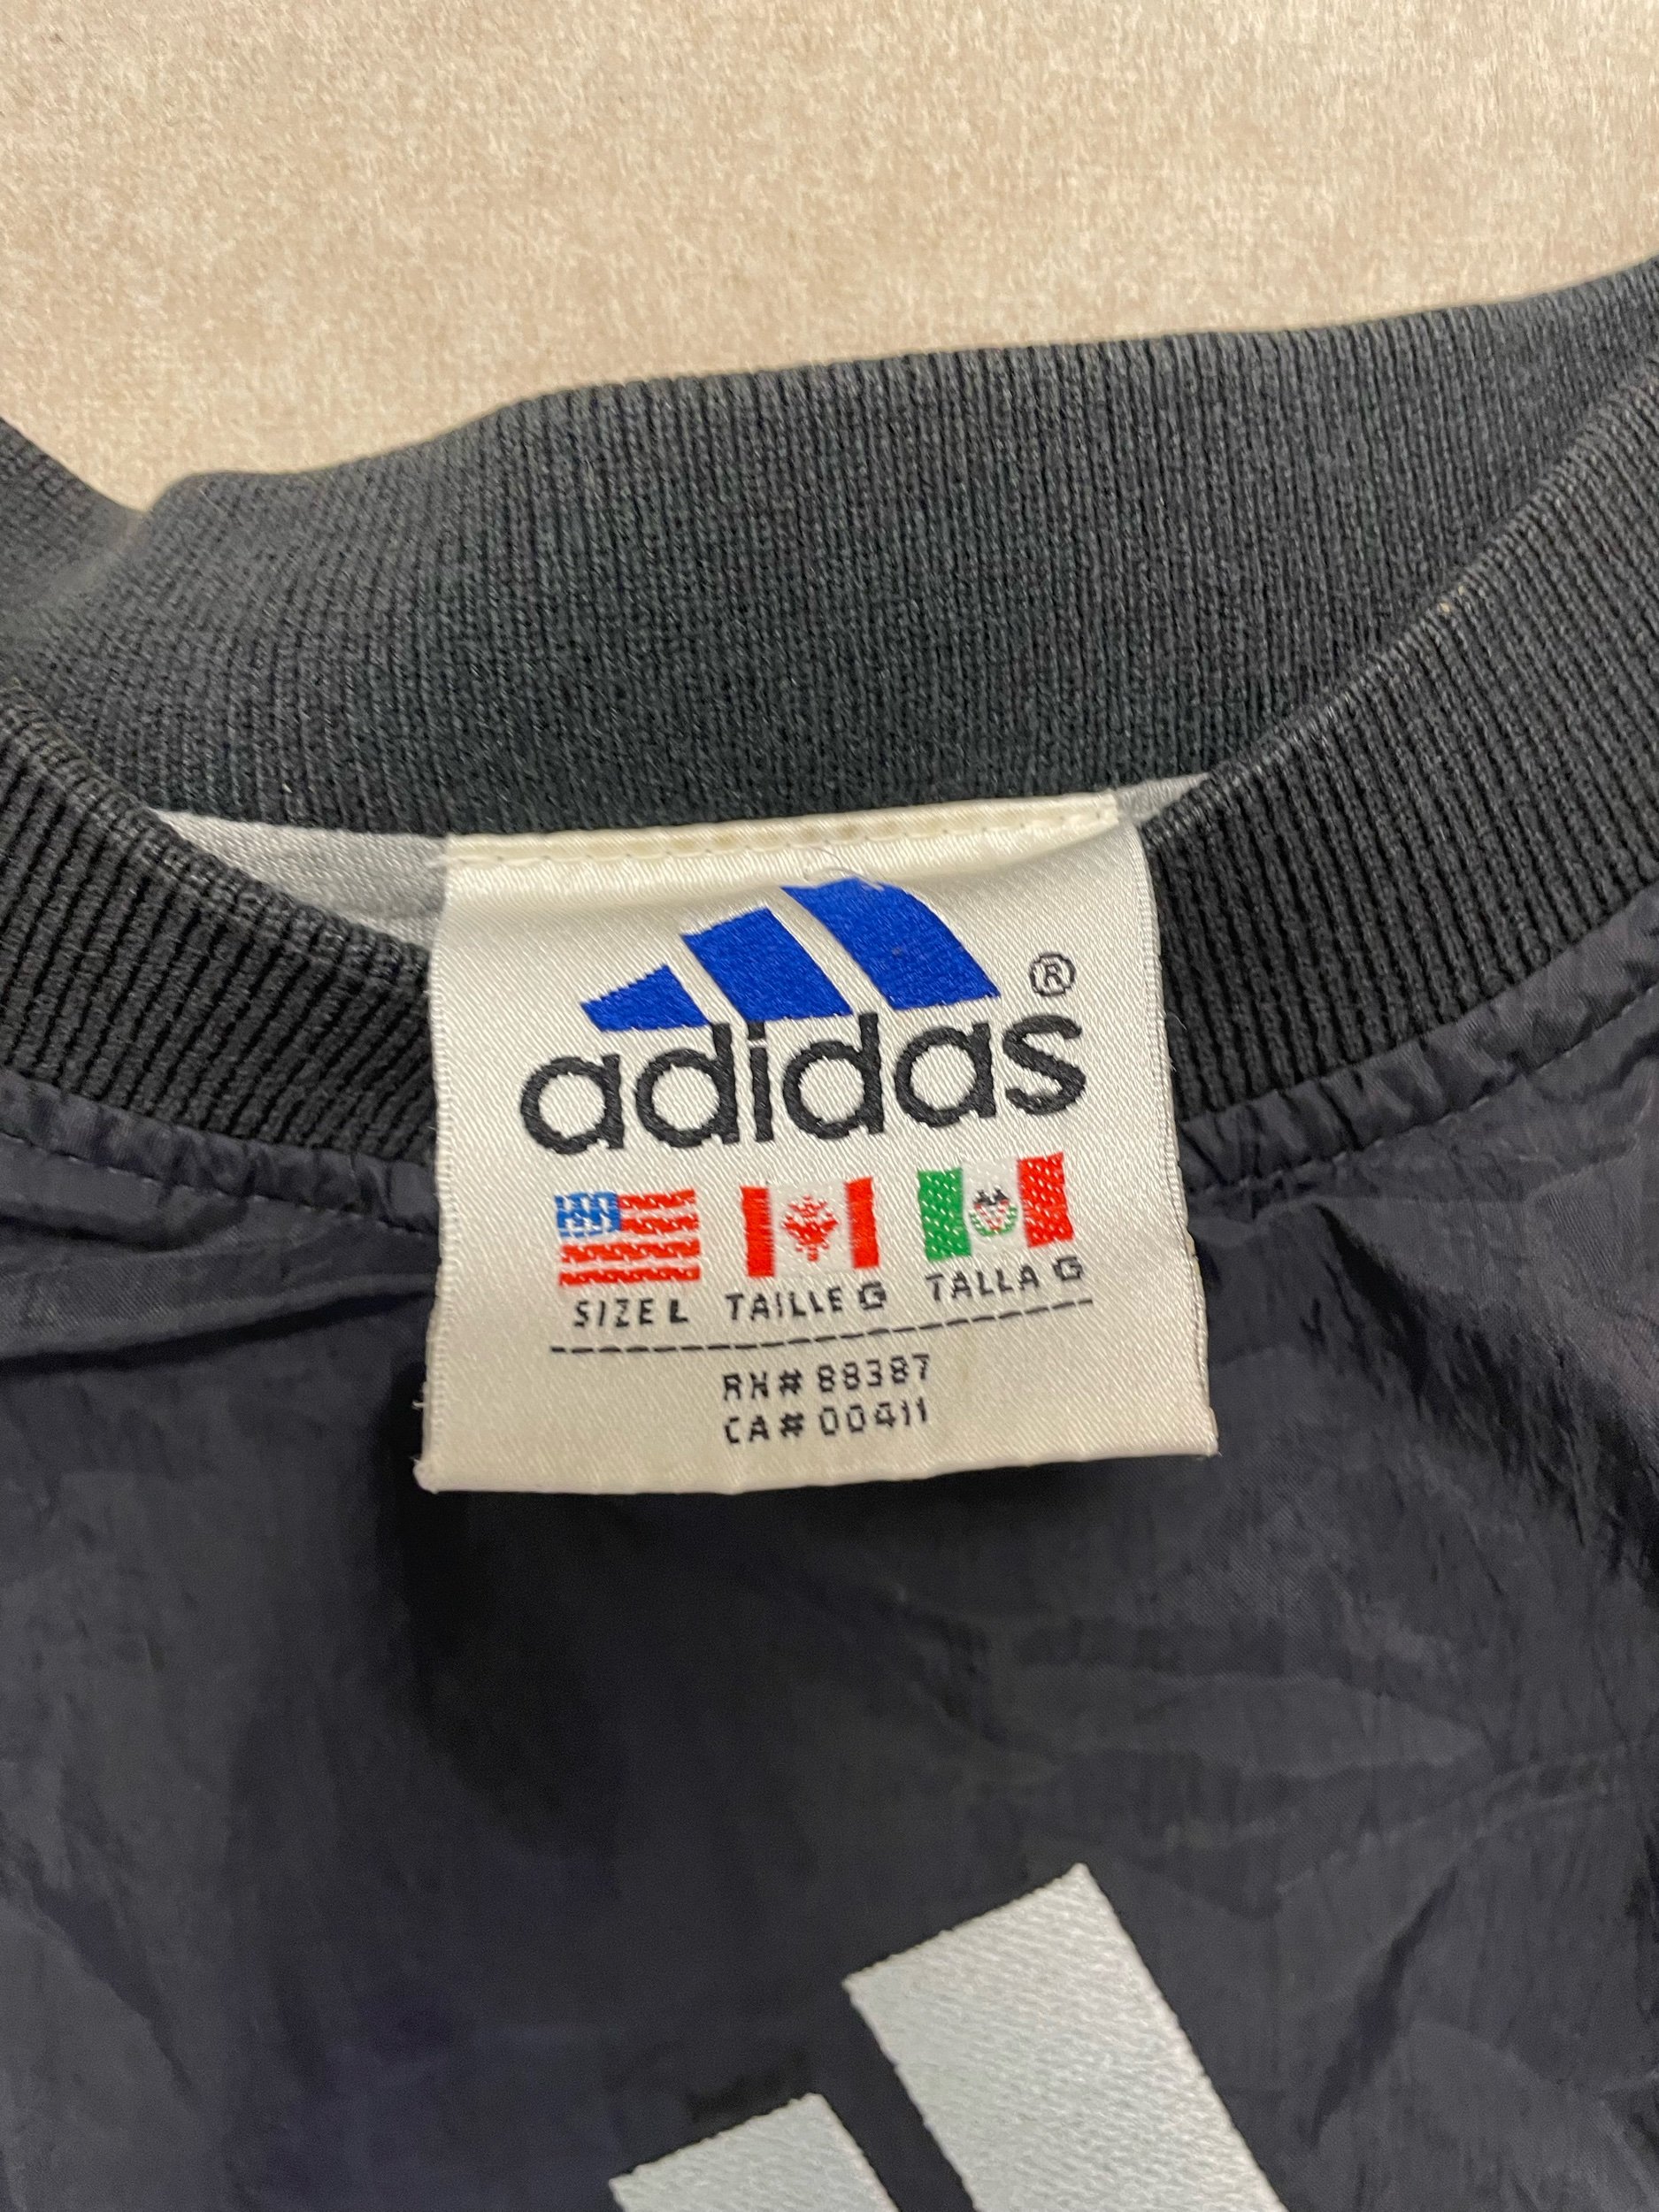 adidas®
SIZE L TAILLE G TALLA G
RN# 88387
CA# 00411